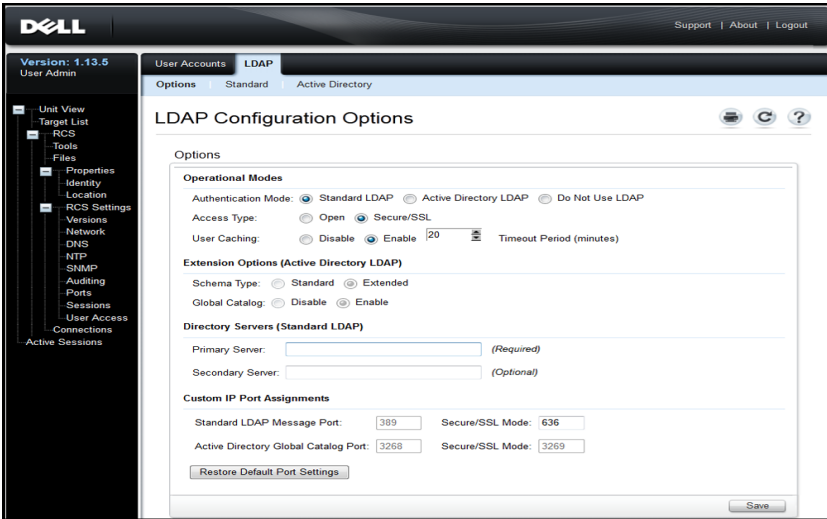 DELL
Support | About | Logout
Version: 1.13.5
User Admin
User Accounts LDAP
Options Standard Active Directory
Unit View
Target List
RCS
Tools
Files
Properties
Identity
Location
RCS Settings
Versions
Network
DNS
NTP
SNMP
Auditing
Ports
Sessions
User Access
Connections
Active Sessions
LDAP Configuration Options
?
Options
Operational Modes
Authentication Mode: Standard LDAP Active Directory LDAP Do Not Use LDAP
Access Type: Open Secure/SSL
User Caching: Disable Enable 20 Timeout Period (minutes)
Extension Options (Active Directory LDAP)
Schema Type: Standard Extended
Global Catalog: Disable Enable
Directory Servers (Standard LDAP)
Primary Server: (Required)
Secondary Server: (Optional)
Custom IP Port Assignments
Standard LDAP Message Port: 389 Secure/SSL Mode: 636
Active Directory Global Catalog Port: 3268 Secure/SSL Mode: 3269
Restore Default Port Settings
Save